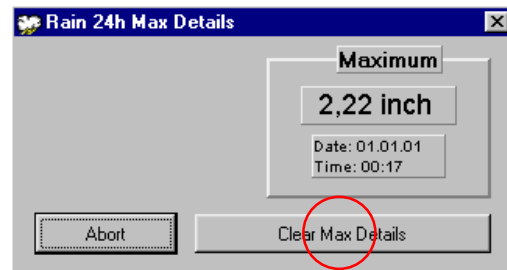 Rain 24h Max Details
Maximum
2,22 inch
Date: 01.01.01
Time: 00:17
Abort
Clear Max Details